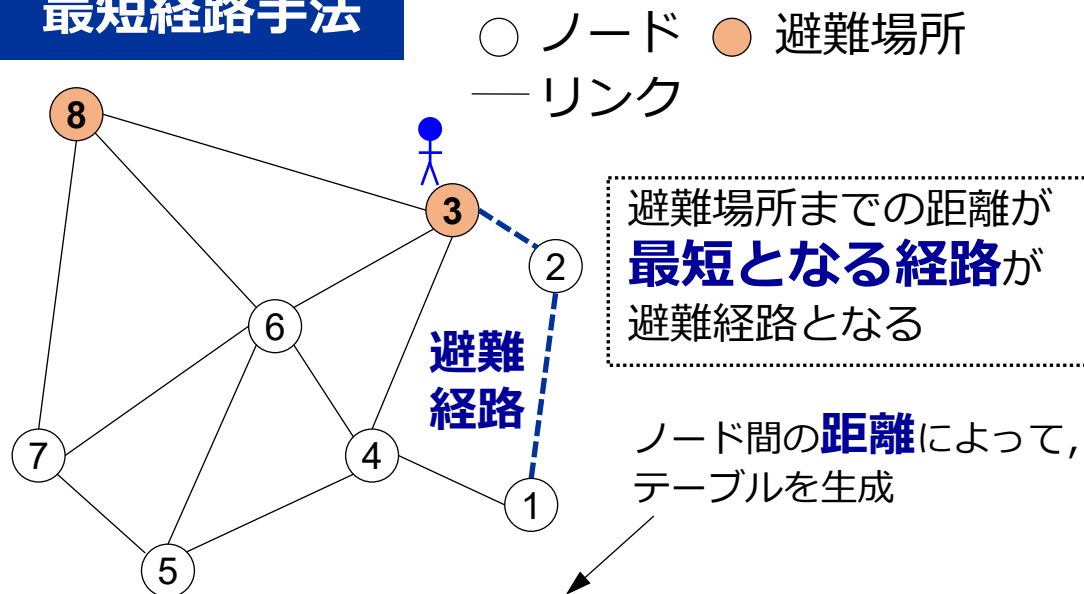 最短経路手法
ノード 避難場所
リンク
8
3
2
避難場所までの距離が
最短となる経路が
避難経路となる
6
避難
経路
7
4
1
ノード間の距離によって,
テーブルを生成
5